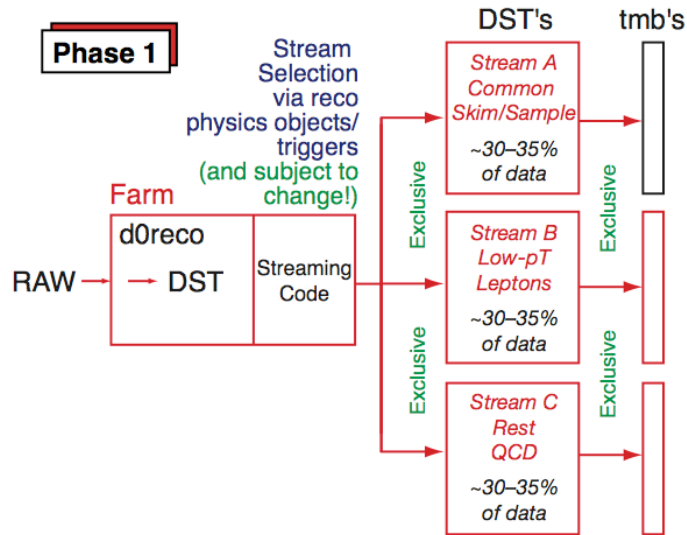 Phase 1
Stream
Selection
via reco
physics objects/
triggers
(and subject to
change!)
DST's
tmb's
Farm
d0reco
RAW
DST
Streaming
Code
Exclusive
Exclusive
Stream A
Common
Skim/Sample
~30–35%
of data
Stream B
Low-pT
Leptons
~30–35%
of data
Stream C
Rest
QCD
~30–35%
of data
Exclusive
Exclusive